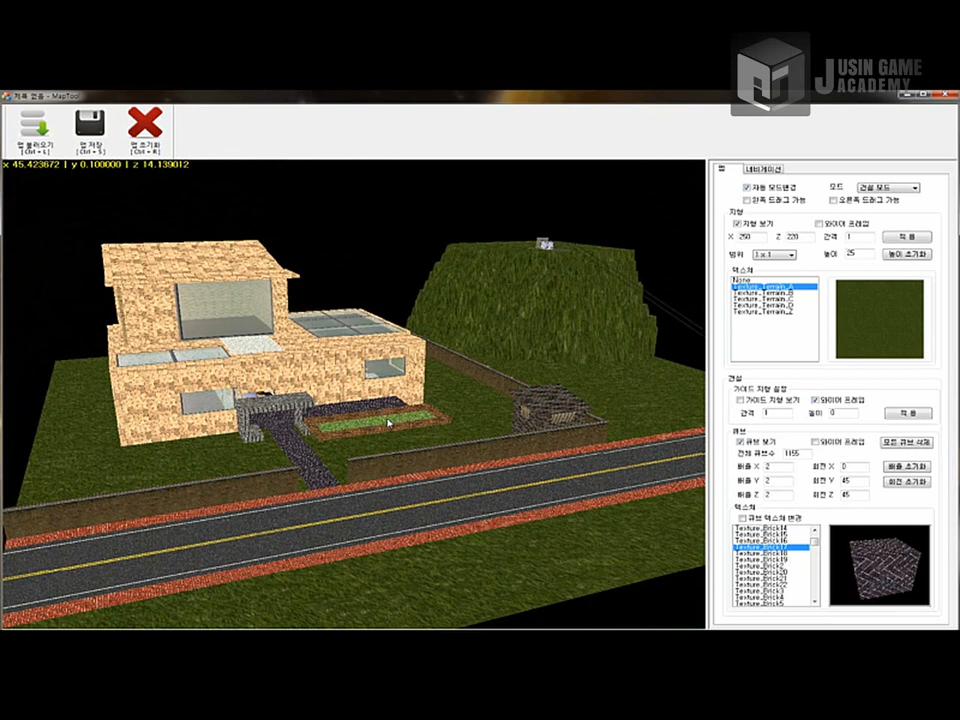 JUSIN GAME
ACADEMY
제목 없음 - MapTool
맵 불러오기
[Ctrl + L]
맵 저장
[Ctrl + S]
맵 초기화
[Ctrl + R]
x 45.423672 | y 0.100000 | z 14.139012
맵 네비게이션
자동 모드변경 모드 건설 모드
왼쪽 드래그 가능 오른쪽 드래그 가능
지형
지형 보기 와이어 프레임
X 250 Z 220 간격 1 적 용
범위 1 x 1 높이 25 높이 초기화
텍스처
None
Texture_Terrain_A
Texture_Terrain_B
Texture_Terrain_C
Texture_Terrain_D
Texture_Terrain_Z
건설
가이드 지형 설정
가이드 지형 보기 와이어 프레임
간격 1 높이 0 적 용
큐브
큐브 보기 와이어 프레임 모든 큐브 삭제
전체 큐브수 1155
배율 X 2 회전 X 0 배율 초기화
배율 Y 2 회전 Y 45 회전 초기화
배율 Z 2 회전 Z 45
텍스처
큐브 텍스처 변경
Texture_Brick14
Texture_Brick15
Texture_Brick16
Texture_Brick17
Texture_Brick18
Texture_Brick19
Texture_Brick2
Texture_Brick20
Texture_Brick21
Texture_Brick22
Texture_Brick3
Texture_Brick4
Texture_Brick5